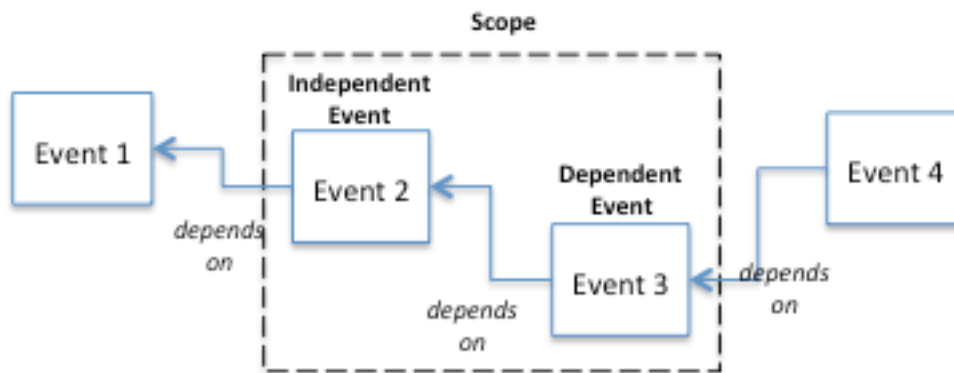 Scope
Independent
Event
Event 1
Event 2
depends
on
Dependent
Event
Event 3
depends
on
Event 4
depends
on